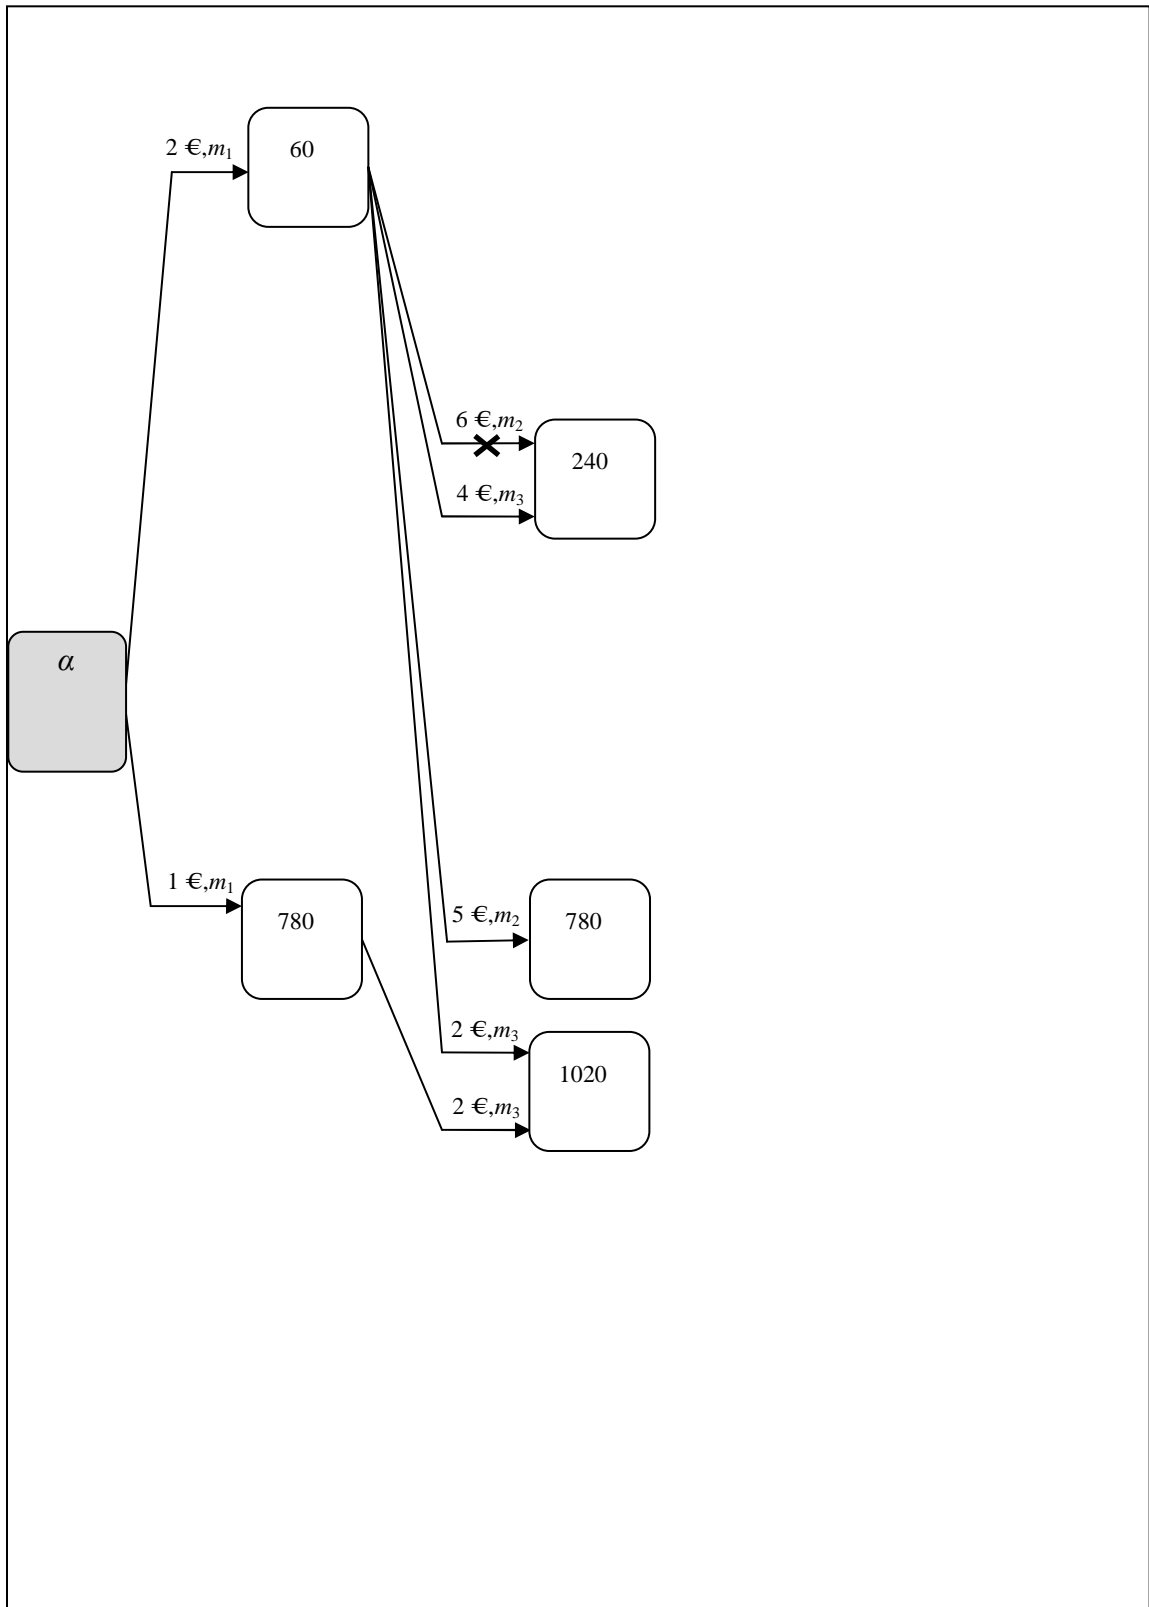 2 €,m₁
60
6 €,m₂
240
4 €,m₃
α
1 €,m₁
780
5 €,m₂
780
2 €,m₃
1020
2 €,m₃